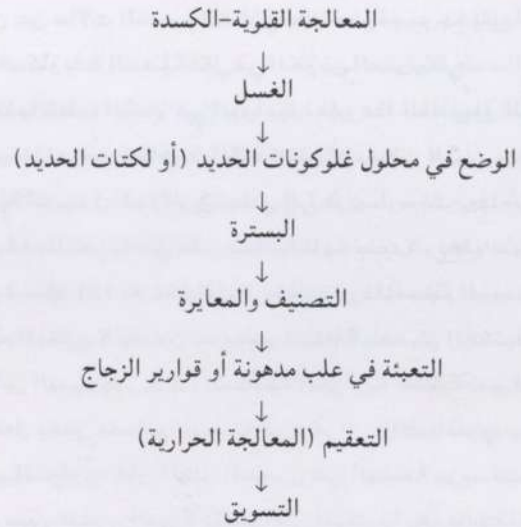 المعالجة القلوية-الكسدة
↓
الغسل
↓
الوضع في محلول غلوكونات الحديد (أو لكتات الحديد)
↓
البسترة
↓
التصنيف والمعايرة
↓
التعبئة في علب مدهونة أو قوارير الزجاج
↓
التعقيم (المعالجة الحرارية)
↓
التسويق